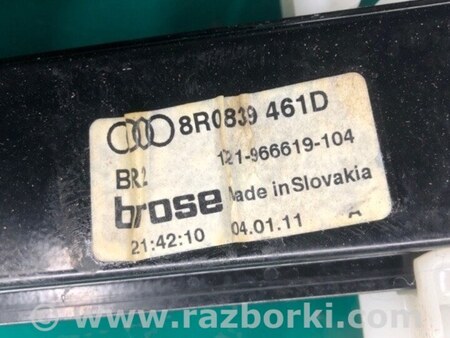 8R0839 461D
121-966619-104
BR2
brose Made in Slovakia
21:42:10 04.01.11 A
© www.razborki.com